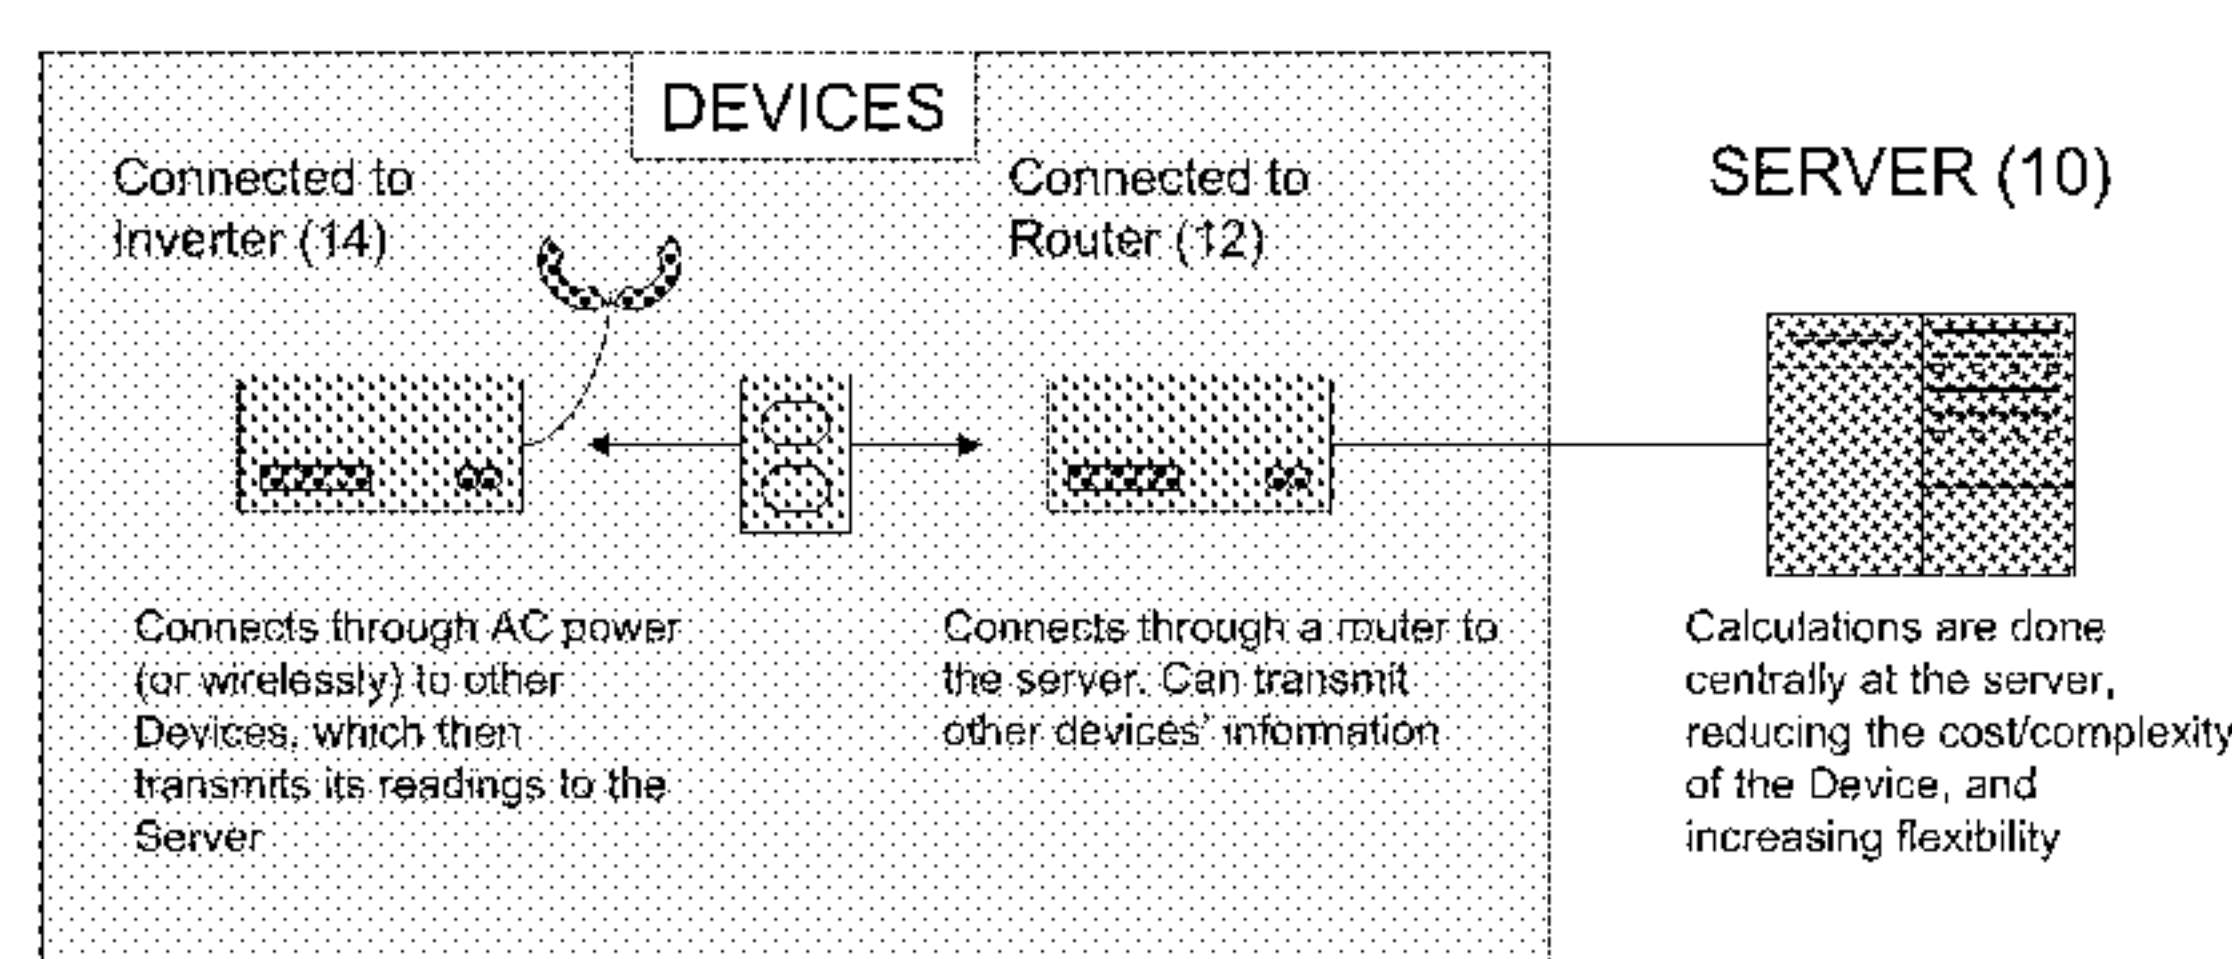 DEVICES
Connected to
Inverter (14)
Connected to
Router (12)
SERVER (10)
Connects through AC power
(or wirelessly) to other
Devices, which then
transmits its readings to the
Server
Connects through a router to
the server. Can transmit
other devices' information
Calculations are done
centrally at the server,
reducing the cost/complexity
of the Device, and
increasing flexibility